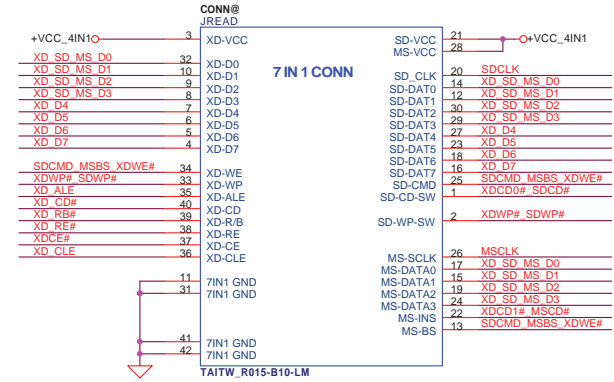 CONN@
JREAD
+VCC_4IN1 3 XD-VCC SD-VCC 21 +VCC_4IN1
MS-VCC 28
7 IN 1 CONN
XD_SD_MS_D0 32 XD-D0 SD_CLK 20 SDCLK
XD_SD_MS_D1 10 XD-D1 SD-DAT0 14 XD_SD_MS_D0
XD_SD_MS_D2 9 XD-D2 SD-DAT1 12 XD_SD_MS_D1
XD_SD_MS_D3 8 XD-D3 SD-DAT2 30 XD_SD_MS_D2
XD_D4 7 XD-D4 SD-DAT3 29 XD_SD_MS_D3
XD_D5 6 XD-D5 SD-DAT4 27 XD_D4
XD_D6 5 XD-D6 SD-DAT5 23 XD_D5
XD_D7 4 XD-D7 SD-DAT6 18 XD_D6
SD-DAT7 16 XD_D7
SDCMD_MSBS_XDWE# 34 XD-WE SD-CMD 25 SDCMD_MSBS_XDWE#
XDWP#_SDWP# 33 XD-WP SD-CD-SW 1 XDCD0#_SDCD#
XD_ALE 35 XD-ALE
XD_CD# 40 XD-CD SD-WP-SW 2 XDWP#_SDWP#
XD_RB# 39 XD-R/B
XD_RE# 38 XD-RE
XDCE# 37 XD-CE
XD_CLE 36 XD-CLE MS-SCLK 26 MSCLK
MS-DATA0 17 XD_SD_MS_D0
11 7IN1 GND MS-DATA1 15 XD_SD_MS_D1
31 7IN1 GND MS-DATA2 19 XD_SD_MS_D2
MS-DATA3 24 XD_SD_MS_D3
MS-INS 22 XDCD1#_MSCD#
MS-BS 13 SDCMD_MSBS_XDWE#
41 7IN1 GND
42 7IN1 GND
TAITW_R015-B10-LM